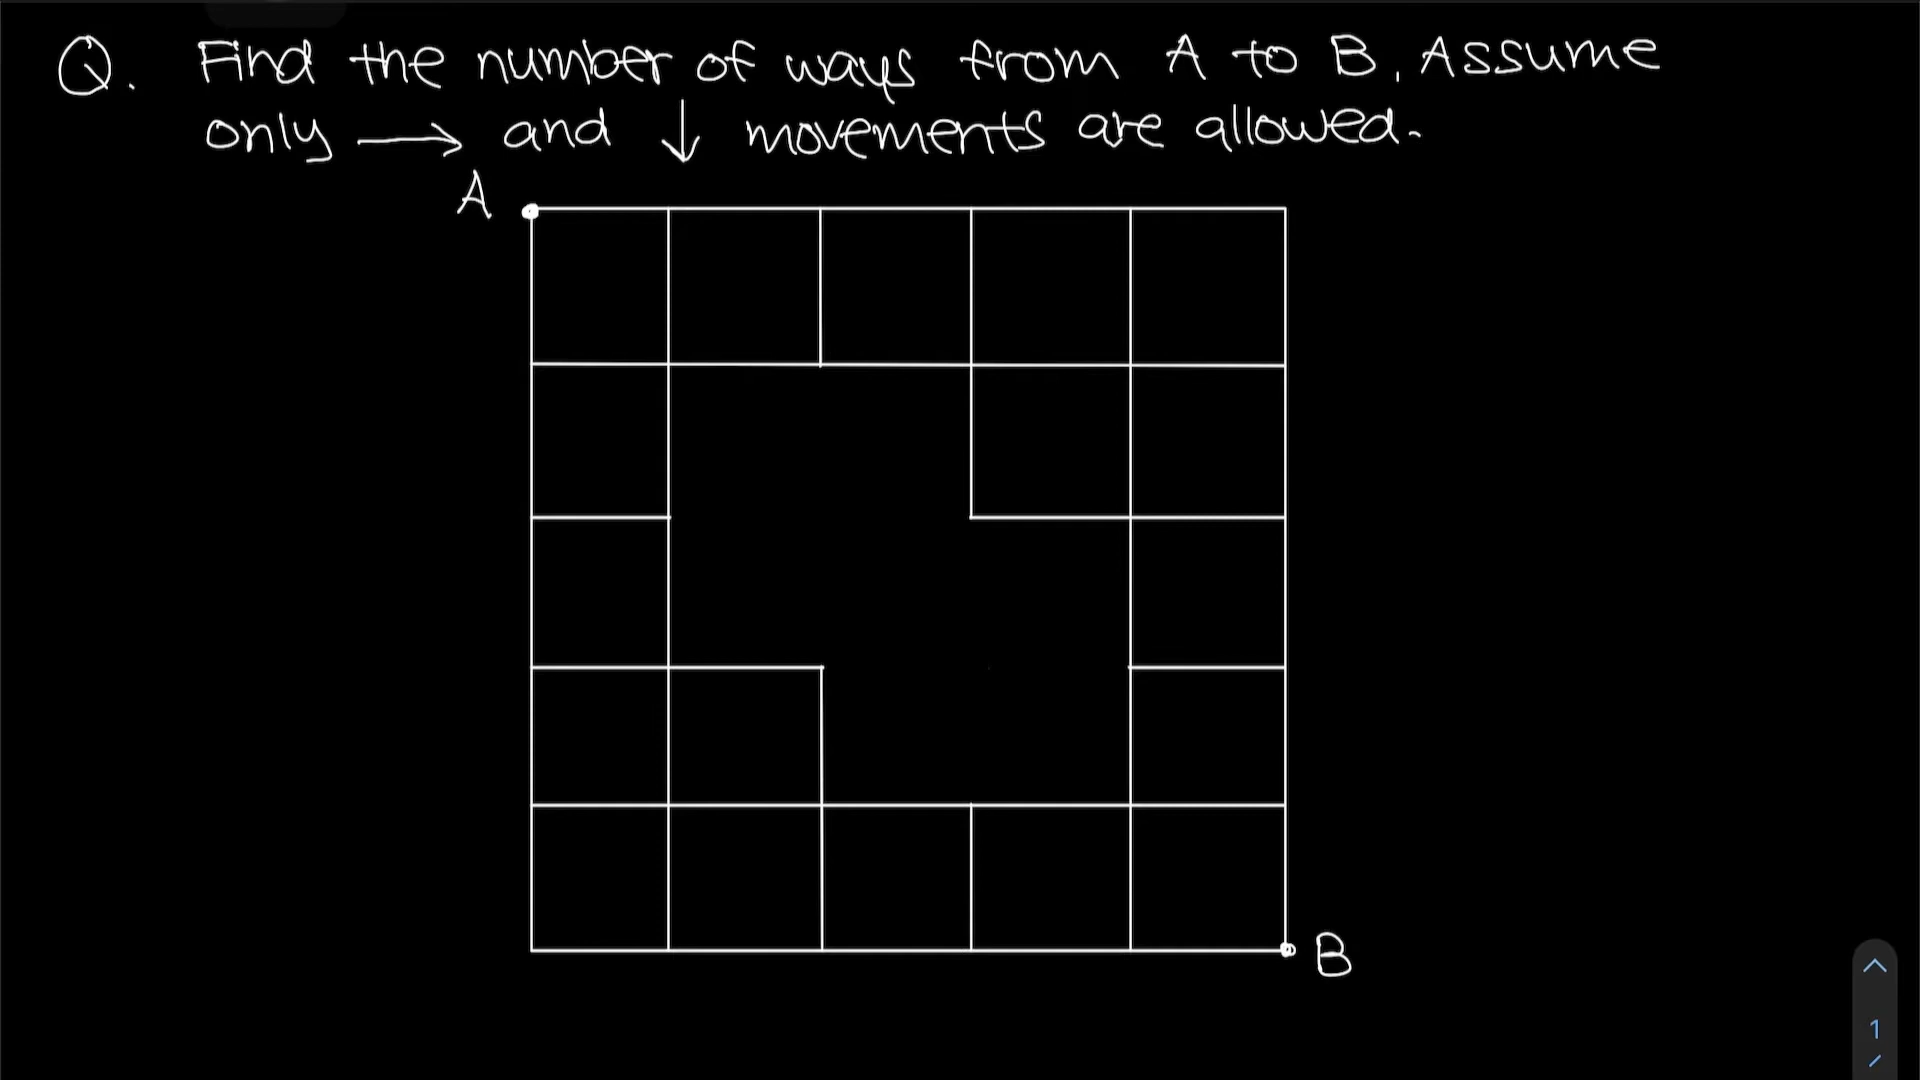 Q. Find the number of ways from A to B. Assume
only → and ↓ movements are allowed.
A
B
1